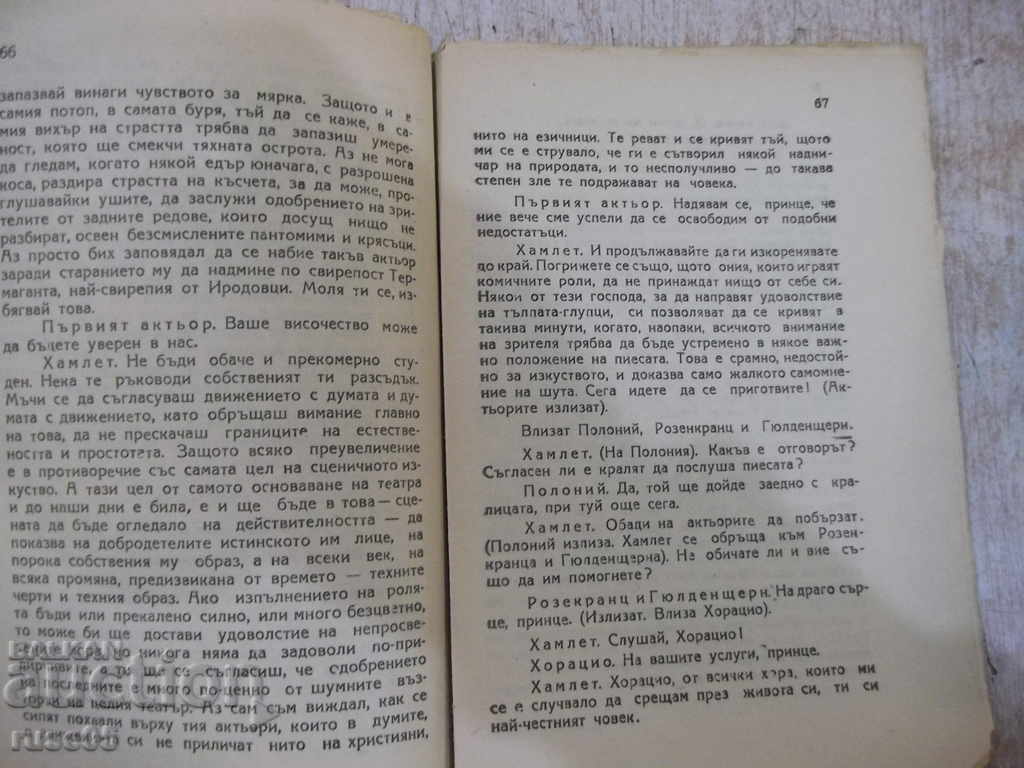 66
запазвай винаги чувството за мярка. Защото и в
самия потоп, в самата буря, тъй да се каже, в са-
мия вихър на страстта трябва да запазиш умере-
ност, която ще смекчи тяхната острота. Аз не мога
да гледам, когато някой едър юначага, с разрошена
коса, раздира страстта на късчета, за да може, про-
глушавайки ушите, да заслужи одобрението на зри-
телите от задните редове, които досущ нищо не
разбират, освен безсмислените пантомими и крясъци.
Аз просто бих заповядал да се набие такъв актьор
заради старанието му да надмине по свирепост Тер-
маганта, най-свирепия от Иродовци. Моля ти се, из-
бягвай това.
Първият актьор. Ваше височество може
да бъдете уверен в нас.
Хамлет. Не бъди обаче и прекомерно сту-
ден. Нека те ръководи собственият ти разсъдък.
Мъчи се да съгласуваш движението с думата и ду-
мата с движението, като обръщаш вимание главно
на това, да не прескачаш границите на естестве-
ността и простотата. Защото всяко преувеличение
е в противоречие със самата цел на сценичното из-
куство. А тази цел от самото основаване на театра
и до наши дни е била, е и ще бъде в това — сце-
ната да бъде огледало на действителността — да
показва на добродетелите истинското им лице, на
порока собствения му образ, а на всеки век, на
всяка промяна, предизвикана от времето — техните
черти и техния образ. Ако изпълнението на роля-
та бъди или прекалено силно, или много безцветно,
то може би ще достави удоволствие на непросве-
тения хора, но никога няма да задоволи по-при-
дирчивите, а ти ще се съгласиш, че одобрението
на последните е много по-ценно от шумните въз-
торзи на целия театър. Аз сам съм виждал, как се
сипят похвали върху тия актьори, които в думите,
а движенията си не приличат нито на християни,
67
нито на езичници. Те реват и се кривят тъй, щото
ми се е струвало, че ги е сътворил някой надни-
чар на природата, и то несполучливо — до такава
степен зле те подражават на човека.
Първият актьор. Надявам се, принце, че
ние вече сме успели да се освободим от подобни
недостатъци.
Хамлет. И продължавайте да ги изкоренявате
до край. Погрижете се също, щото ония, които играят
комичните роли, да не принаждат нищо от себе си.
Някои от тези господа, за да направят удоволствие
на тълпата-глупци, си позволяват да се кривят в
такива минути, когато, наопаки, всичкото внимание
на зрителя трябва да бъде устремено в някое важ-
но положение на пиесата. Това е срамно, недостой-
но за изкуството, и доказва само жалкото самомне-
ние на шута. Сега идете да се приготвите! (Ак-
тьорите излизат).
Влизат Полоний, Розенкранц и Гюлденщерн.
Хамлет. (На Полония). Какъв е отговорът?
Съгласен ли е кралят да послуша пиесата?
Полоний. Да, той ще дойде заедно с кра-
лицата, при туй още сега.
Хамлет. Обади на актьорите да побързат.
(Полоний излиза. Хамлет се обръща към Розен-
кранца и Гюлденщерна). Не обичате ли и вие съ-
що да им помогнете?
Розекранц и Гюлденщерн. На драго сър-
це, принце. (Излизат. Влиза Хорацио).
Хамлет. Слушай, Хорацио!
Хорацио. На вашите услуги, принце.
Хамлет. Хорацио, от всички хора, които ми
се е случвало да срещам през живота си, ти си
най-честният човек.
BALKAN
auction
ruse06